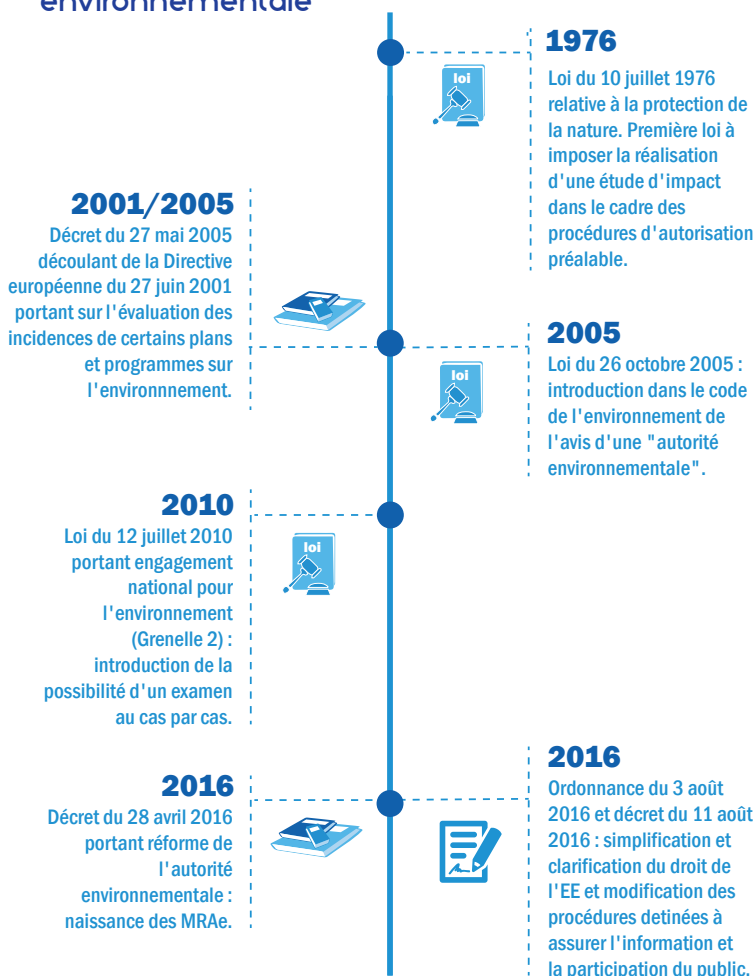 environnementale
1976
loi
Loi du 10 juillet 1976
relative à la protection de
la nature. Première loi à
imposer la réalisation
d'une étude d'impact
dans le cadre des
procédures d'autorisation
préalable.
2001/2005
Décret du 27 mai 2005
découlant de la Directive
européenne du 27 juin 2001
portant sur l'évaluation des
incidences de certains plans
et programmes sur
l'environnnement.
2005
loi
Loi du 26 octobre 2005 :
introduction dans le code
de l'environnement de
l'avis d'une "autorité
environnementale".
2010
loi
Loi du 12 juillet 2010
portant engagement
national pour
l'environnement
(Grenelle 2) :
introduction de la
possibilité d'un examen
au cas par cas.
2016
Décret du 28 avril 2016
portant réforme de
l'autorité
environnementale :
naissance des MRAe.
2016
Ordonnance du 3 août
2016 et décret du 11 août
2016 : simplification et
clarification du droit de
l'EE et modification des
procédures detinées à
assurer l'information et
la participation du public.